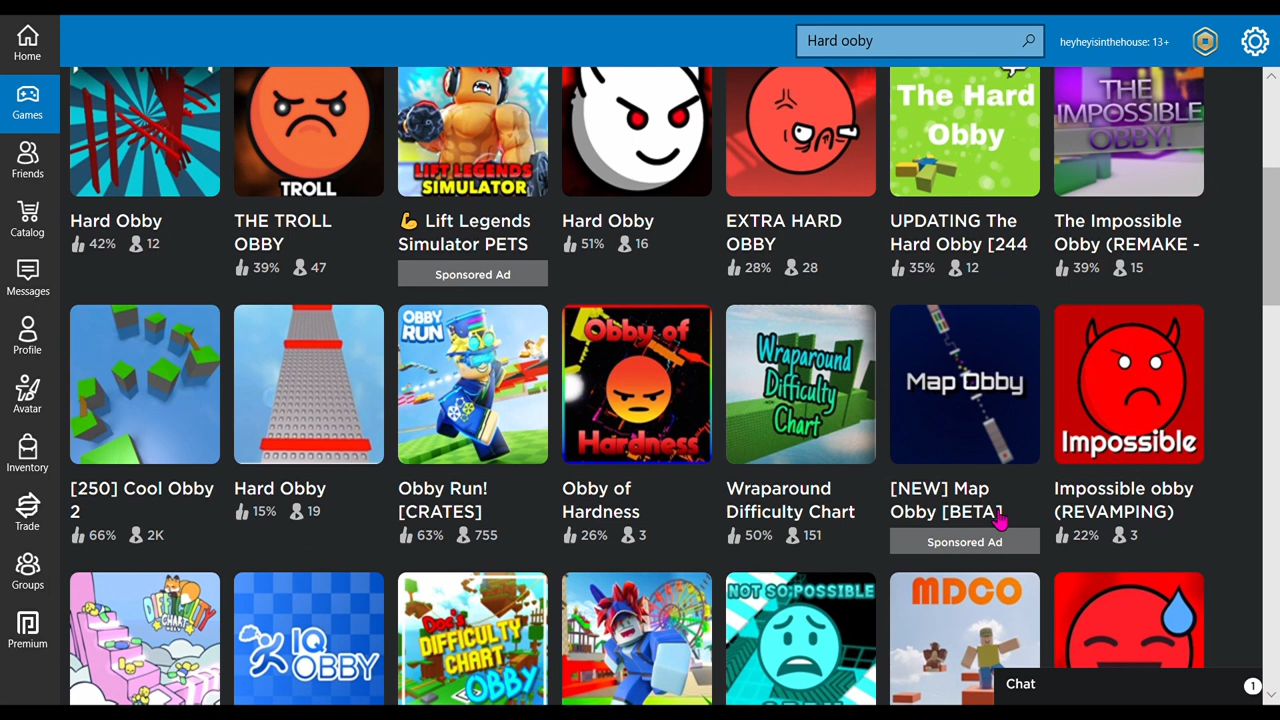 Home
Games
Friends
Catalog
Messages
Profile
Avatar
Inventory
Trade
Groups
Premium
Hard ooby
heyheyisinthehouse: 13+
TROLL
LIFT LEGENDS
SIMULATOR
The Hard
Obby
THE
IMPOSSIBLE
OBBY!
Hard Obby
42% 12
THE TROLL
OBBY
39% 47
💪 Lift Legends
Simulator PETS
Sponsored Ad
Hard Obby
51% 16
EXTRA HARD
OBBY
28% 28
UPDATING The
Hard Obby [244
35% 12
The Impossible
Obby (REMAKE -
39% 15
OBBY
RUN
Obby of
Hardness
Wraparound
Difficulty
Chart
Map Obby
Impossible
[250] Cool Obby
2
66% 2K
Hard Obby
15% 19
Obby Run!
[CRATES]
63% 755
Obby of
Hardness
26% 3
Wraparound
Difficulty Chart
50% 151
[NEW] Map
Obby [BETA]
Sponsored Ad
Impossible obby
(REVAMPING)
22% 3
DIFFICULTY
CHART
IQ
OBBY
Doc's
DIFFICULTY
CHART
OBBY
NOT SO POSSIBLE
MDCO
Chat
1